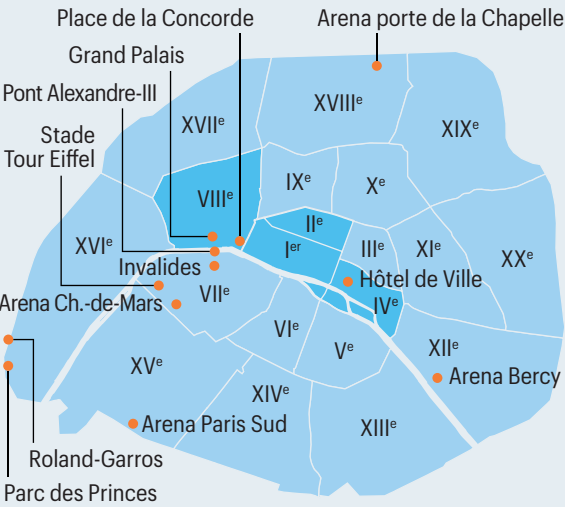 Place de la Concorde
Arena porte de la Chapelle
Grand Palais
Pont Alexandre-III
XVIIIᵉ
XVIIᵉ
XIXᵉ
Stade
Tour Eiffel
IXᵉ
Xᵉ
VIIIᵉ
IIᵉ
XVIᵉ
Iᵉʳ
IIIᵉ
XIᵉ
XXᵉ
Invalides
Hôtel de Ville
VIIᵉ
Arena Ch.-de-Mars
IVᵉ
VIᵉ
Vᵉ
XIIᵉ
XVᵉ
Arena Bercy
XIVᵉ
Arena Paris Sud
XIIIᵉ
Roland-Garros
Parc des Princes